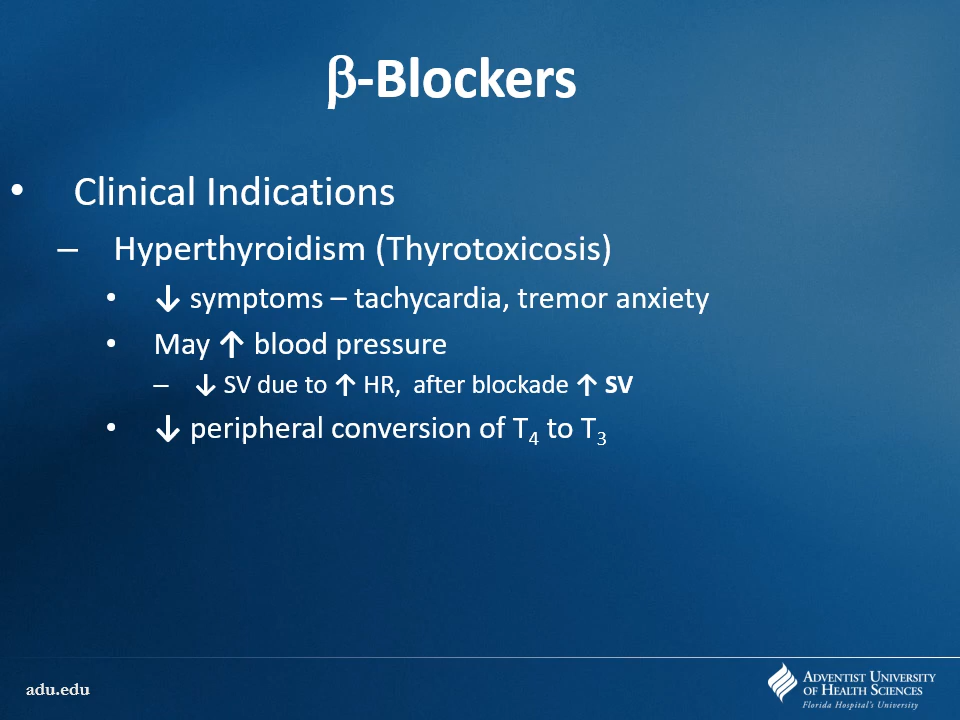 β-Blockers
• Clinical Indications
– Hyperthyroidism (Thyrotoxicosis)
• ↓ symptoms – tachycardia, tremor anxiety
• May ↑ blood pressure
– ↓ SV due to ↑ HR, after blockade ↑ SV
• ↓ peripheral conversion of T₄ to T₃
adu.edu
Adventist University
of Health Sciences
Florida Hospital's University